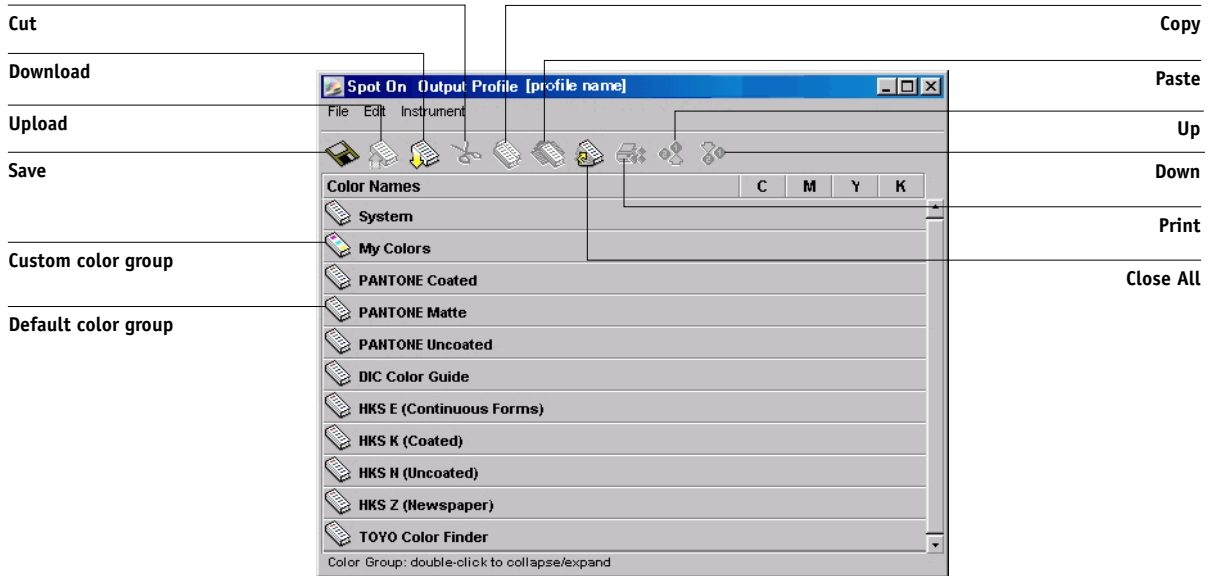 Cut
Download
Upload
Save
Custom color group
Default color group
Spot On Output Profile [profile name]
File Edit Instrument
Color Names C M Y K
System
My Colors
PANTONE Coated
PANTONE Matte
PANTONE Uncoated
DIC Color Guide
HKS E (Continuous Forms)
HKS K (Coated)
HKS N (Uncoated)
HKS Z (Newspaper)
TOYO Color Finder
Color Group: double-click to collapse/expand
Copy
Paste
Up
Down
Print
Close All